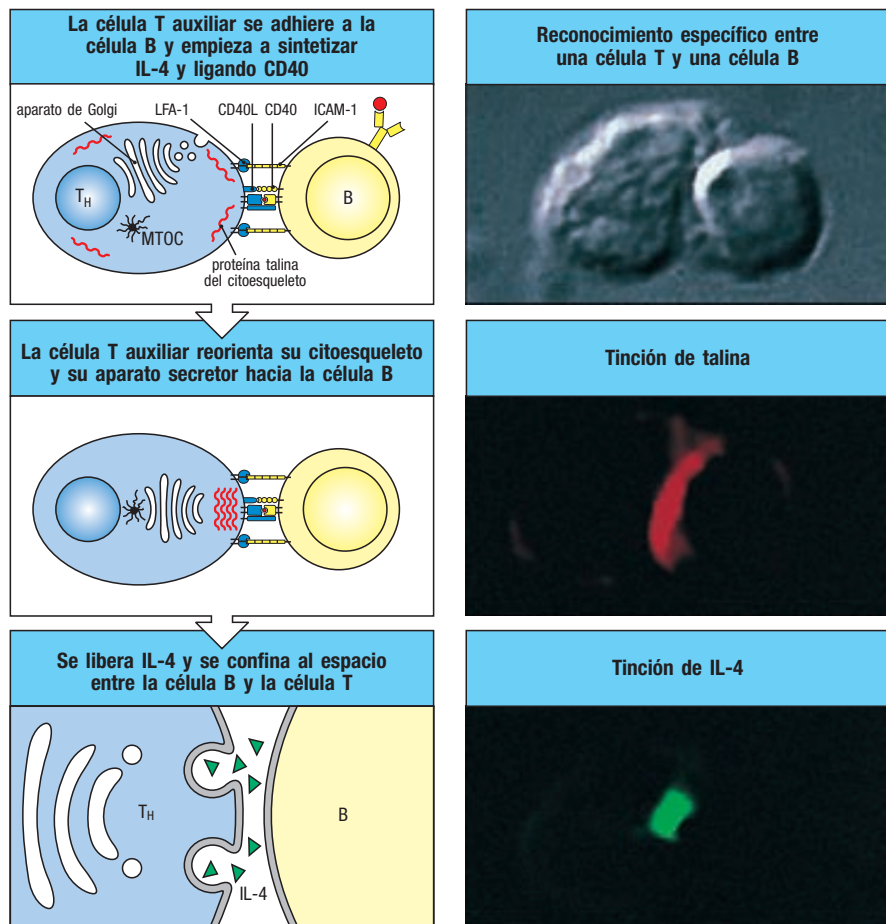 La célula T auxiliar se adhiere a la
célula B y empieza a sintetizar
IL-4 y ligando CD40
aparato de Golgi
LFA-1
CD40L
CD40
ICAM-1
TH
MTOC
B
proteína talina
del citoesqueleto
Reconocimiento específico entre
una célula T y una célula B
La célula T auxiliar reorienta su citoesqueleto
y su aparato secretor hacia la célula B
Tinción de talina
Se libera IL-4 y se confina al espacio
entre la célula B y la célula T
TH
B
IL-4
Tinción de IL-4